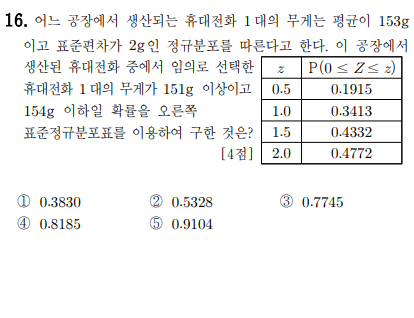 16. 어느 공장에서 생산되는 휴대전화 1대의 무게는 평균이 153g
이고 표준편차가 2g인 정규분포를 따른다고 한다. 이 공장에서
생산된 휴대전화 중에서 임의로 선택한
휴대전화 1대의 무게가 151g 이상이고
154g 이하일 확률을 오른쪽
표준정규분포표를 이용하여 구한 것은?
[4점]
z P(0 ≤ Z ≤ z)
0.5 0.1915
1.0 0.3413
1.5 0.4332
2.0 0.4772
① 0.3830 ② 0.5328 ③ 0.7745
④ 0.8185 ⑤ 0.9104